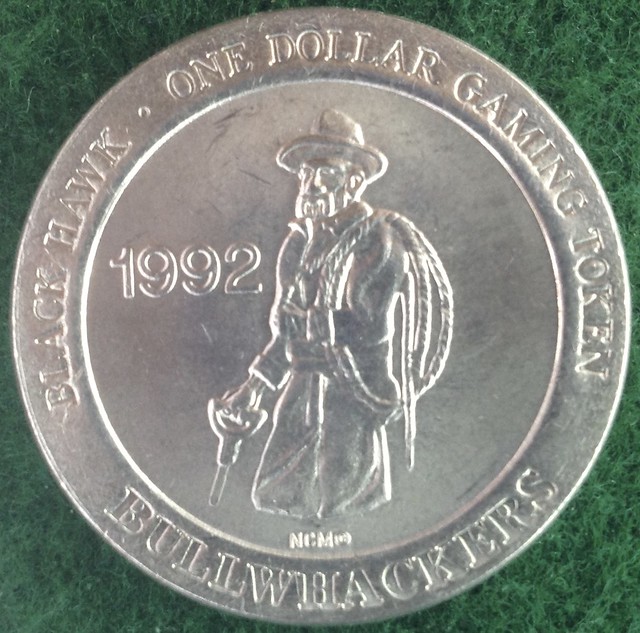 BLACK HAWK · ONE DOLLAR GAMING TOKEN
1992
NCM©
BULLWHACKERS